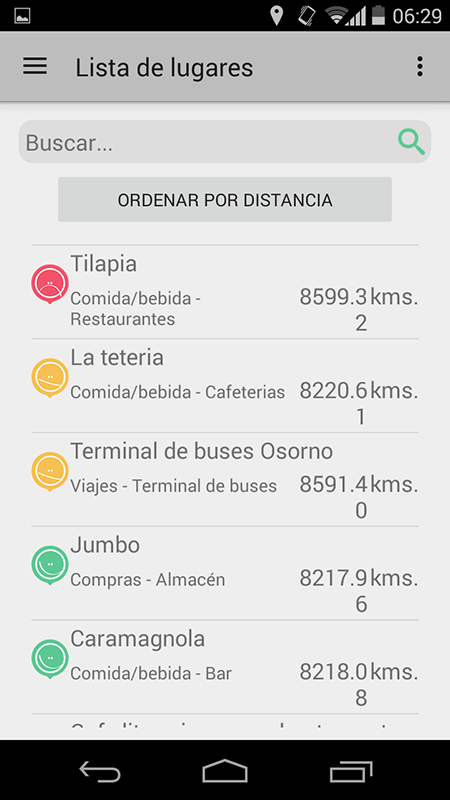 06:29
Lista de lugares
Buscar...
ORDENAR POR DISTANCIA
Tilapia
Comida/bebida -
Restaurantes
8599.3 kms.
2
La teteria
Comida/bebida - Cafeterias
8220.6 kms.
1
Terminal de buses Osorno
Viajes - Terminal de buses
8591.4 kms.
0
Jumbo
Compras - Almacén
8217.9 kms.
6
Caramagnola
Comida/bebida - Bar
8218.0 kms.
8